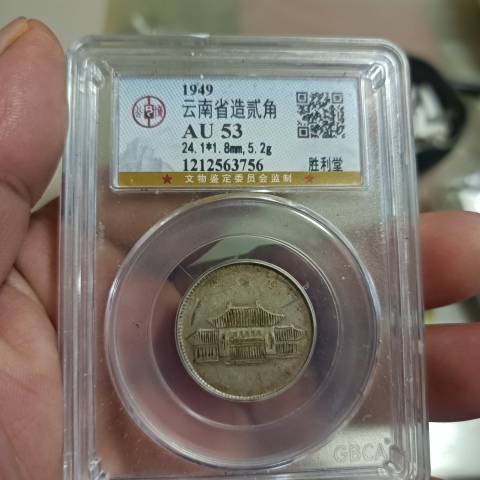 1949
云南省造贰角
AU 53
24.1*1.8mm,5.2g
1212563756
胜利堂
★ 文物鉴定委员会监制 ★
GBCA